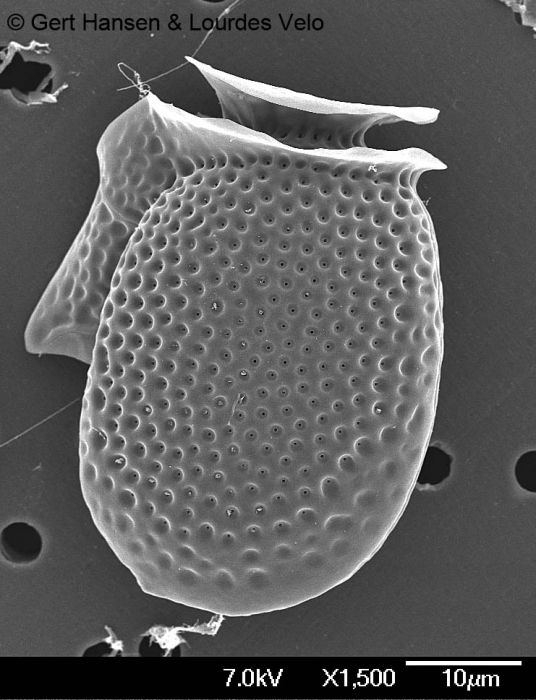 © Gert Hansen & Lourdes Velo
7.0kV X1,500 10μm